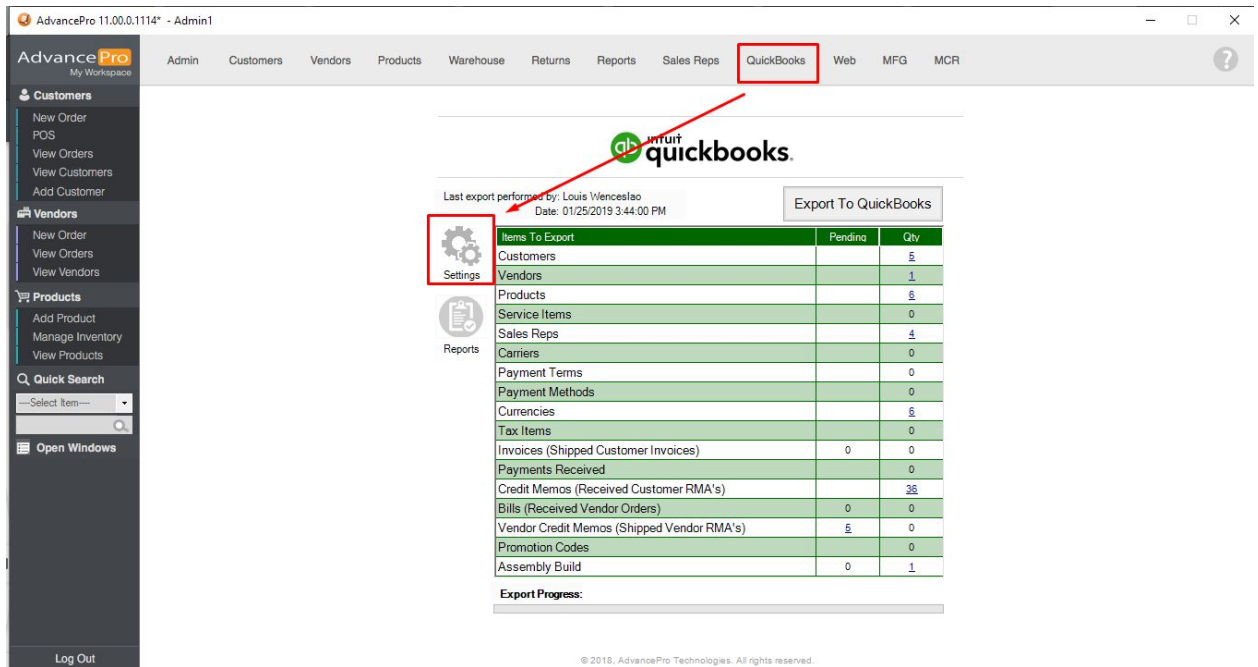 AdvancePro 11.00.0.1114* - Admin1
AdvancePro
My Workspace
Admin Customers Vendors Products Warehouse Returns Reports Sales Reps QuickBooks Web MFG MCR
?
Customers
New Order
POS
View Orders
View Customers
Add Customer
Vendors
New Order
View Orders
View Vendors
Products
Add Product
Manage Inventory
View Products
Quick Search
----Select Item----
Open Windows
Log Out
qb intuit
quickbooks.
Last export performed by: Louis Wenceslao
Date: 01/25/2019 3:44:00 PM
Export To QuickBooks
Settings
Reports
Items To Export Pending Qty
Customers 5
Vendors 1
Products 6
Service Items 0
Sales Reps 4
Carriers 0
Payment Terms 0
Payment Methods 0
Currencies 6
Tax Items 0
Invoices (Shipped Customer Invoices) 0 0
Payments Received 0
Credit Memos (Received Customer RMA's) 36
Bills (Received Vendor Orders) 0 0
Vendor Credit Memos (Shipped Vendor RMA's) 5 0
Promotion Codes 0
Assembly Build 0 1
Export Progress:
© 2018, AdvancePro Technologies. All rights reserved.